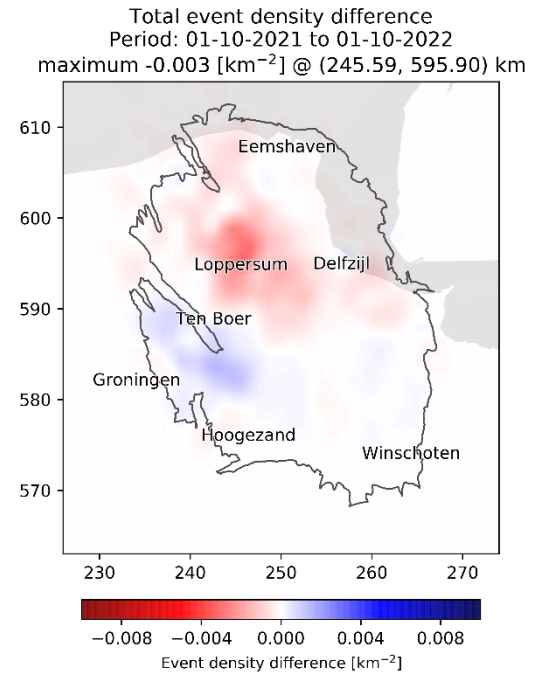 Total event density difference
Period: 01-10-2021 to 01-10-2022
maximum -0.003 [km⁻²] @ (245.59, 595.90) km
610
Eemshaven
600
Loppersum Delfzijl
590
Ten Boer
Groningen
580
Hoogezand
Winschoten
570
230 240 250 260 270
−0.008 −0.004 0.000 0.004 0.008
Event density difference [km⁻²]